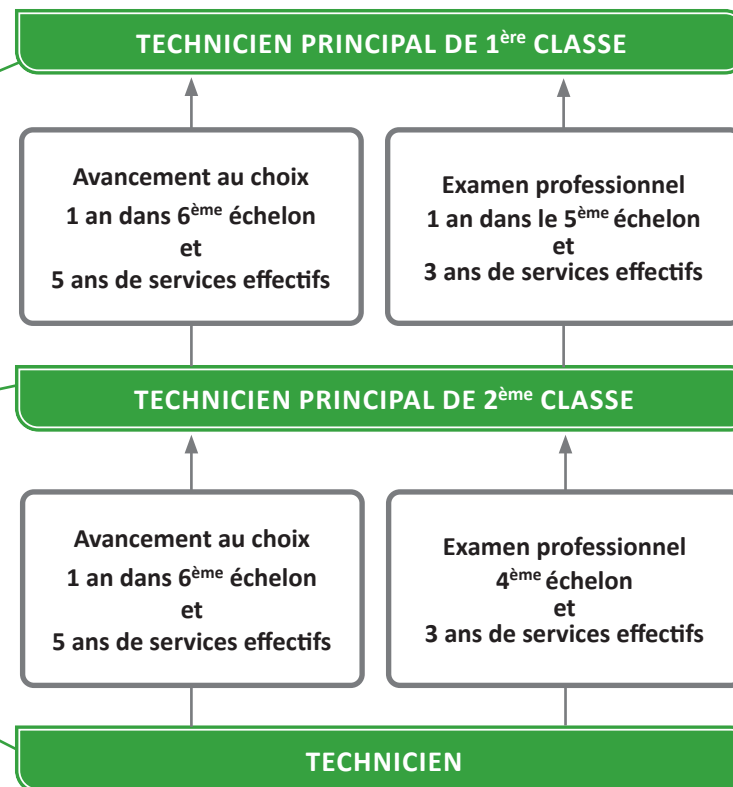 TECHNICIEN PRINCIPAL DE 1ère CLASSE
Avancement au choix
1 an dans 6ème échelon
et
5 ans de services effectifs
Examen professionnel
1 an dans le 5ème échelon
et
3 ans de services effectifs
TECHNICIEN PRINCIPAL DE 2ème CLASSE
Avancement au choix
1 an dans 6ème échelon
et
5 ans de services effectifs
Examen professionnel
4ème échelon
et
3 ans de services effectifs
TECHNICIEN